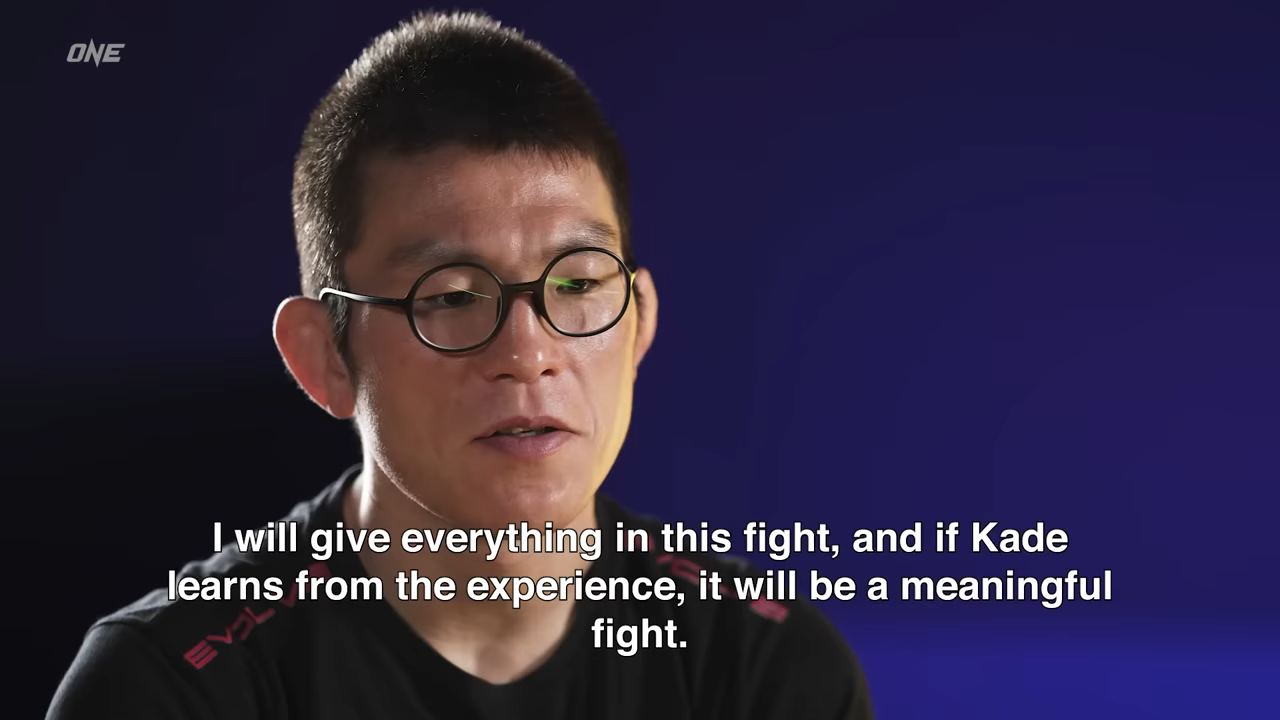 ONE
I will give everything in this fight, and if Kade
learns from the experience, it will be a meaningful
fight.